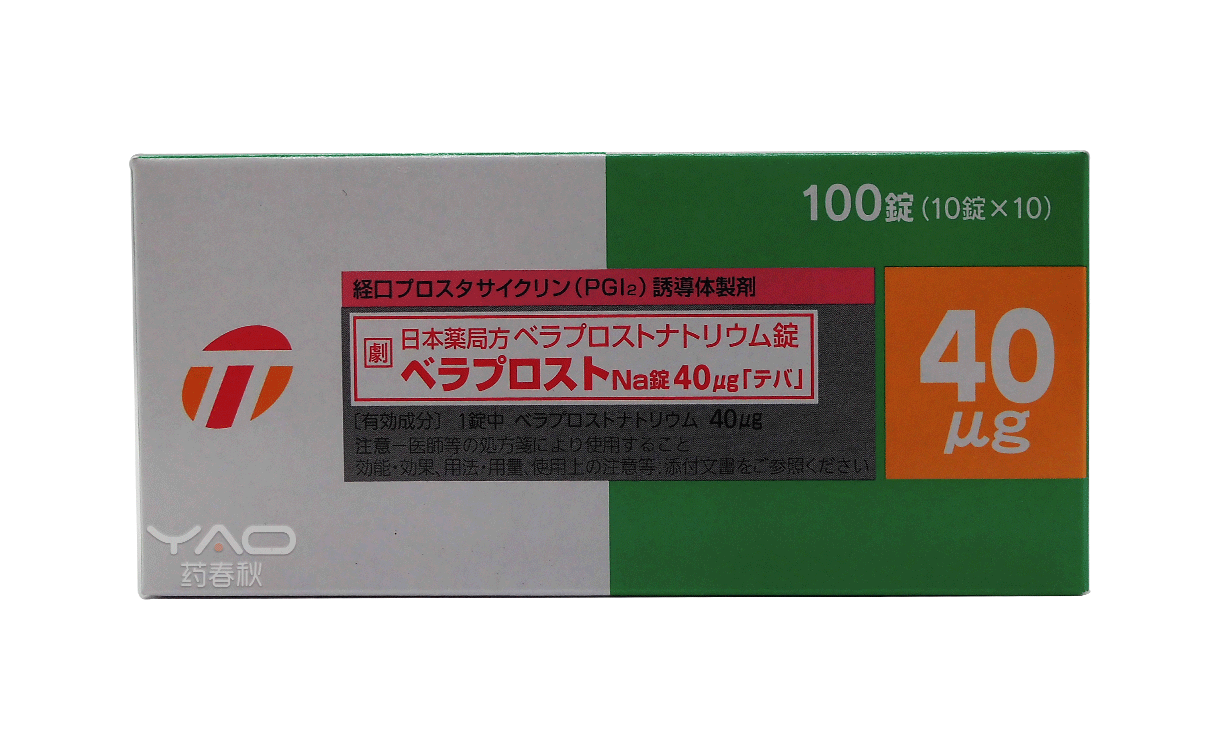 100錠(10錠×10)
経口プロスタサイクリン(PGI₂)誘導体製剤
劇
日本薬局方 ベラプロストナトリウム錠
ベラプロストNa錠40μg「テバ」
〔有効成分〕 1錠中 ベラプロストナトリウム 40μg
注意－医師等の処方箋により使用すること
効能・効果、用法・用量、使用上の注意等、添付文書をご参照ください
40
μg
YAO
药春秋